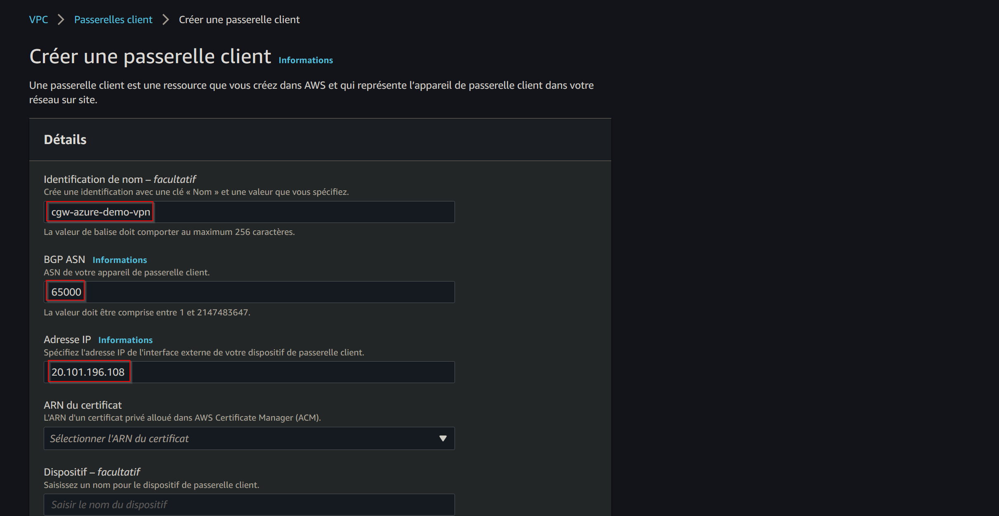 VPC > Passerelles client > Créer une passerelle client
Créer une passerelle client Informations
Une passerelle client est une ressource que vous créez dans AWS et qui représente l’appareil de passerelle client dans votre
réseau sur site.
Détails
Identification de nom – facultatif
Crée une identification avec une clé « Nom » et une valeur que vous spécifiez.
cgw-azure-demo-vpn
La valeur de balise doit comporter au maximum 256 caractères.
BGP ASN Informations
ASN de votre appareil de passerelle client.
65000
La valeur doit être comprise entre 1 et 2147483647.
Adresse IP Informations
Spécifiez l'adresse IP de l'interface externe de votre dispositif de passerelle client.
20.101.196.108
ARN du certificat
L'ARN d'un certificat privé alloué dans AWS Certificate Manager (ACM).
Sélectionner l'ARN du certificat
Dispositif – facultatif
Saisissez un nom pour le dispositif de passerelle client.
Saisir le nom du dispositif